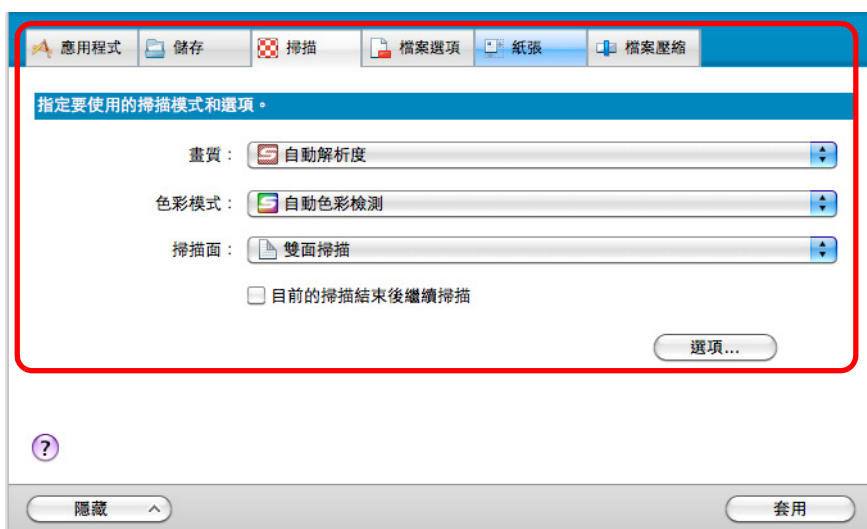 應用程式 儲存 掃描 檔案選項 紙張 檔案壓縮
指定要使用的掃描模式和選項。
畫質： 自動解析度
色彩模式： 自動色彩檢測
掃描面： 雙面掃描
目前的掃描結束後繼續掃描
選項...
?
隱藏 套用